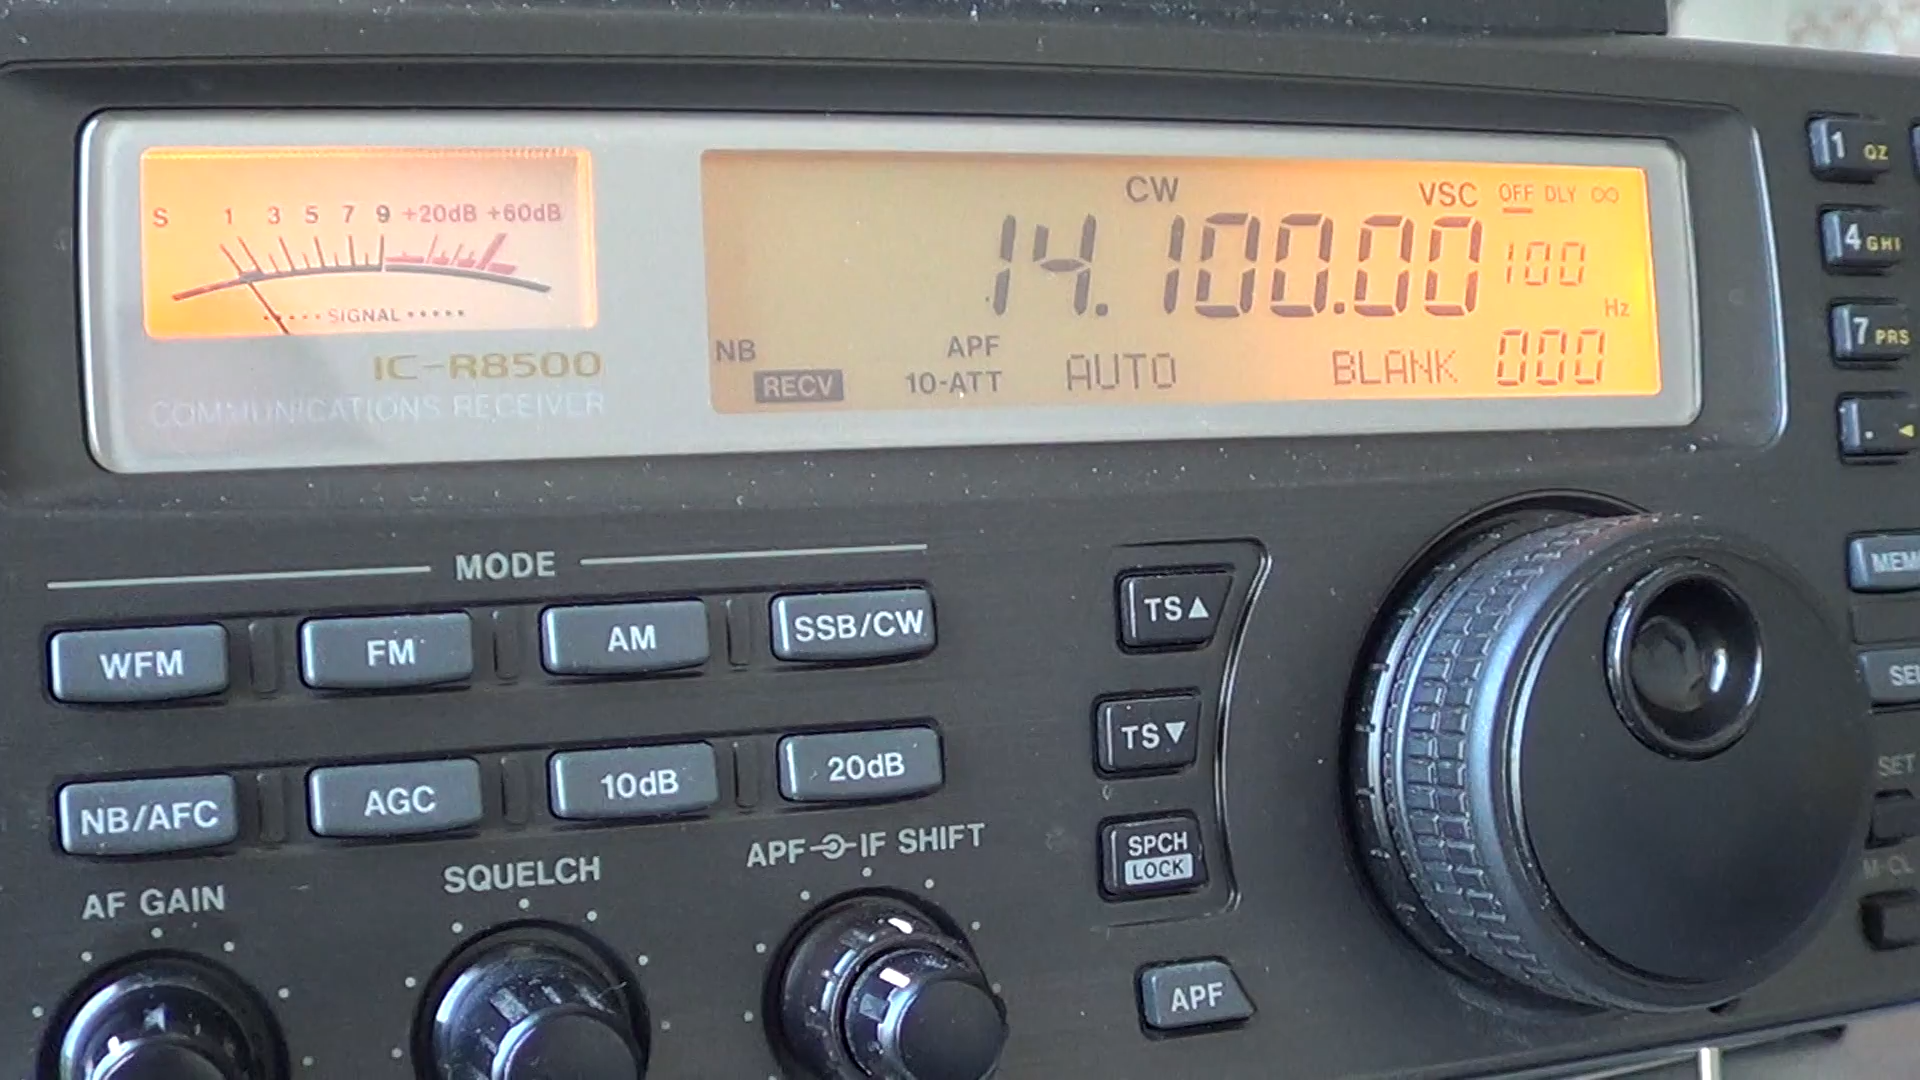 S 1 3 5 7 9 +20dB +60dB
SIGNAL
IC-R8500
COMMUNICATIONS RECEIVER
CW VSC OFF DLY ∞
14.100.00 100
Hz
NB APF
RECV 10-ATT AUTO BLANK 000
1 QZ
4 GHI
7 PRS
. ◄
MODE
WFM FM AM SSB/CW
NB/AFC AGC 10dB 20dB
AF GAIN SQUELCH APF IF SHIFT
TS▲
TS▼
SPCH
LOCK
APF
SET